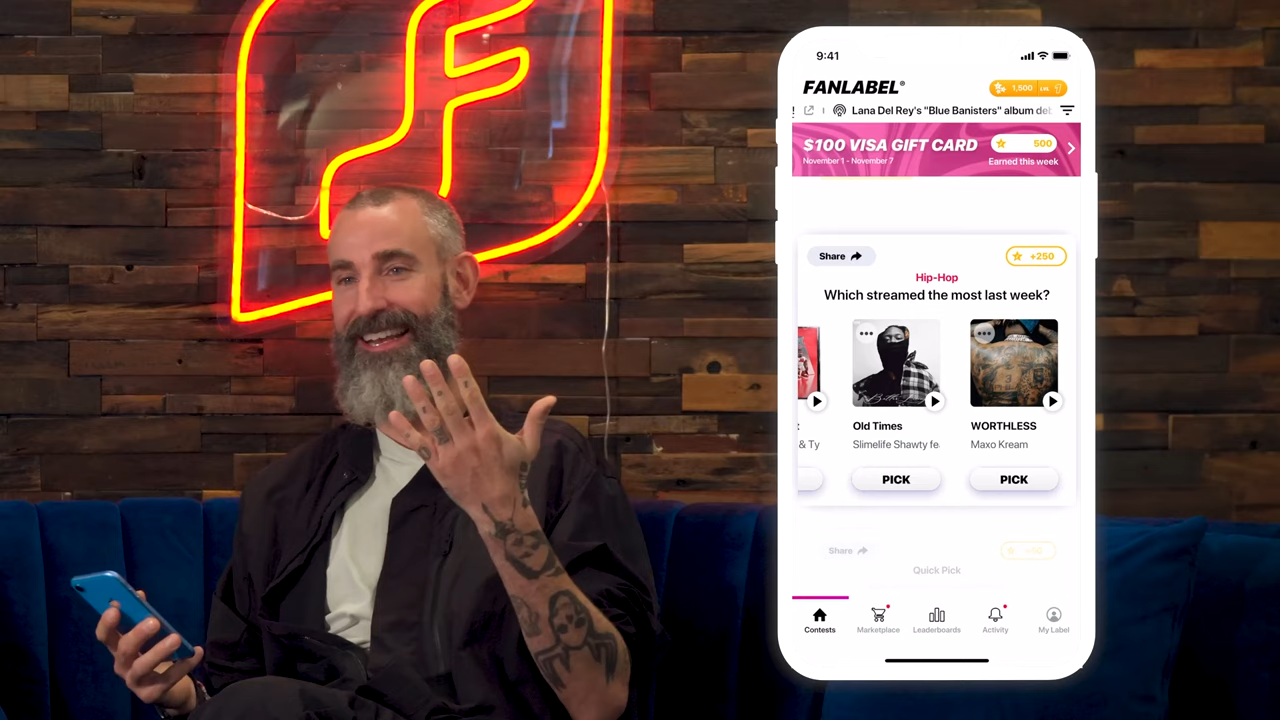 9:41
FANLABEL®
1,500 LVL
Lana Del Rey's "Blue Banisters" album de
$100 VISA GIFT CARD
500
November 1 - November 7
Earned this week
Share
+250
Hip-Hop
Which streamed the most last week?
Old Times
WORTHLESS
& Ty
Slimelife Shawty fe
Maxo Kream
PICK
PICK
Share
Quick Pick
Contests
Marketplace
Leaderboards
Activity
My Label